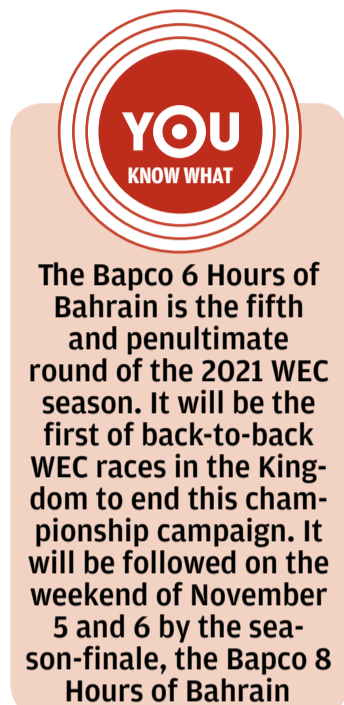 YOU
KNOW WHAT
The Bapco 6 Hours of
Bahrain is the fifth
and penultimate
round of the 2021 WEC
season. It will be the
first of back-to-back
WEC races in the King-
dom to end this cham-
pionship campaign. It
will be followed on the
weekend of November
5 and 6 by the sea-
son-finale, the Bapco 8
Hours of Bahrain